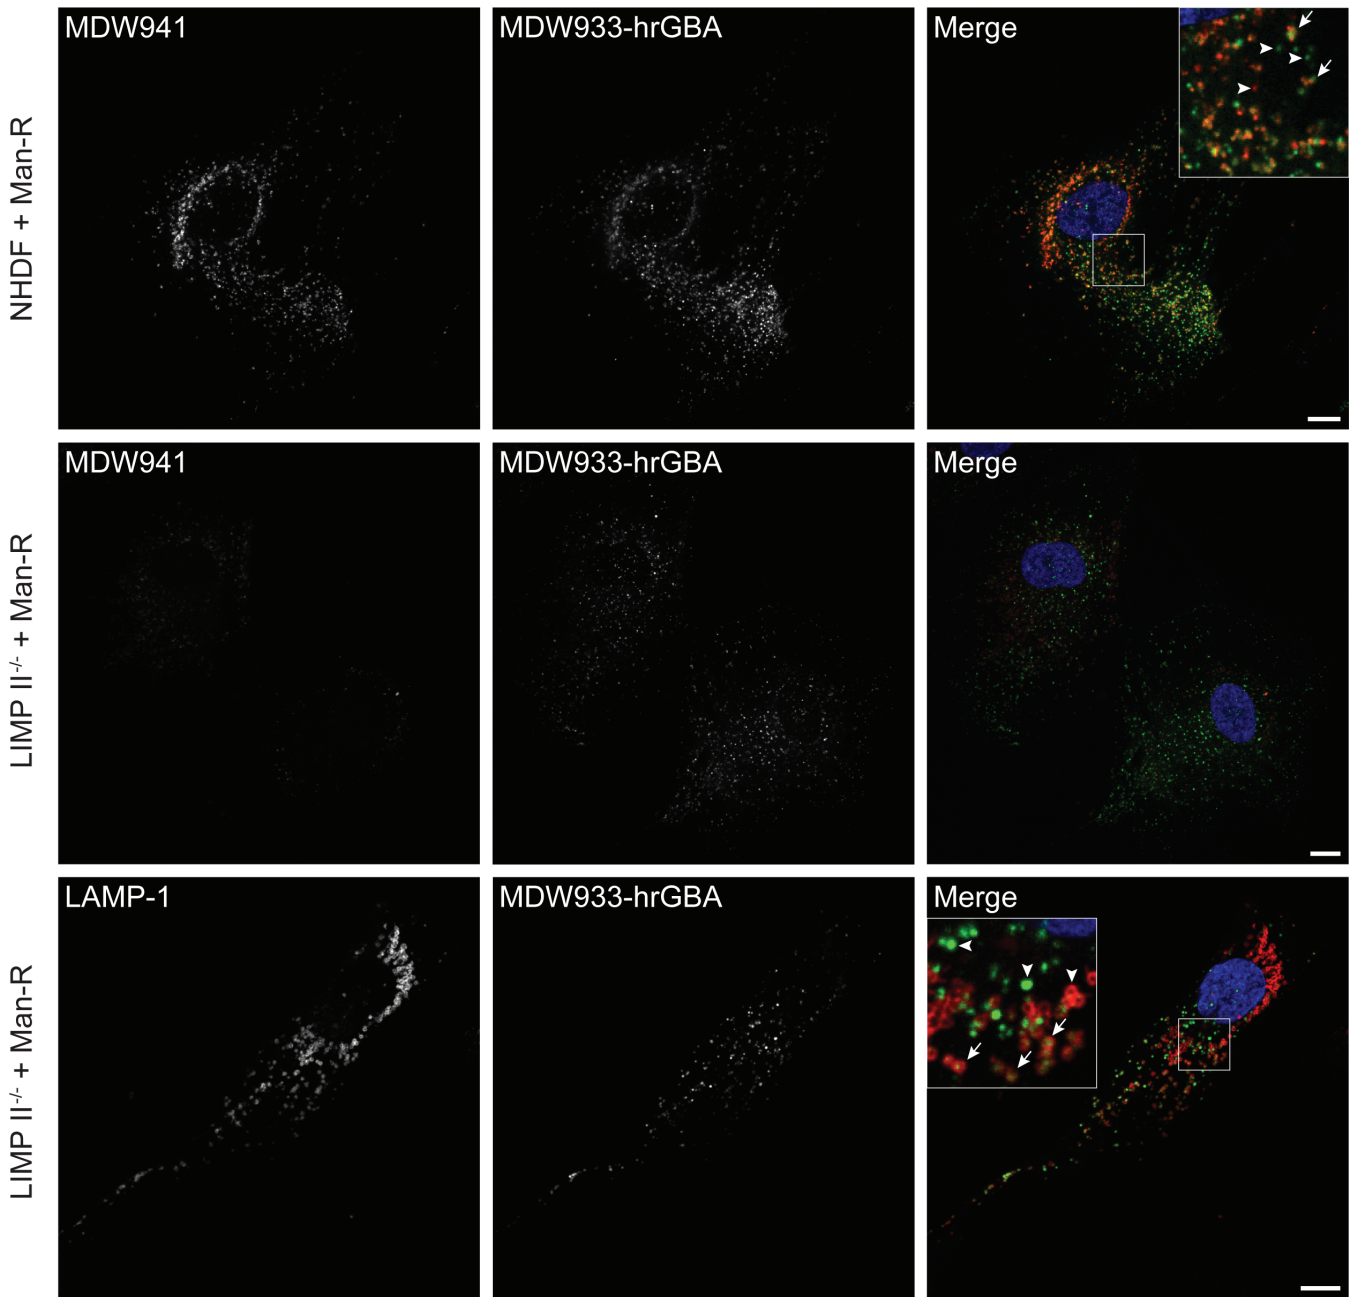 NHDF + Man-R
MDW941
MDW933-hrGBA
Merge
LIMP II-/- + Man-R
MDW941
MDW933-hrGBA
Merge
LIMP II-/- + Man-R
LAMP-1
MDW933-hrGBA
Merge